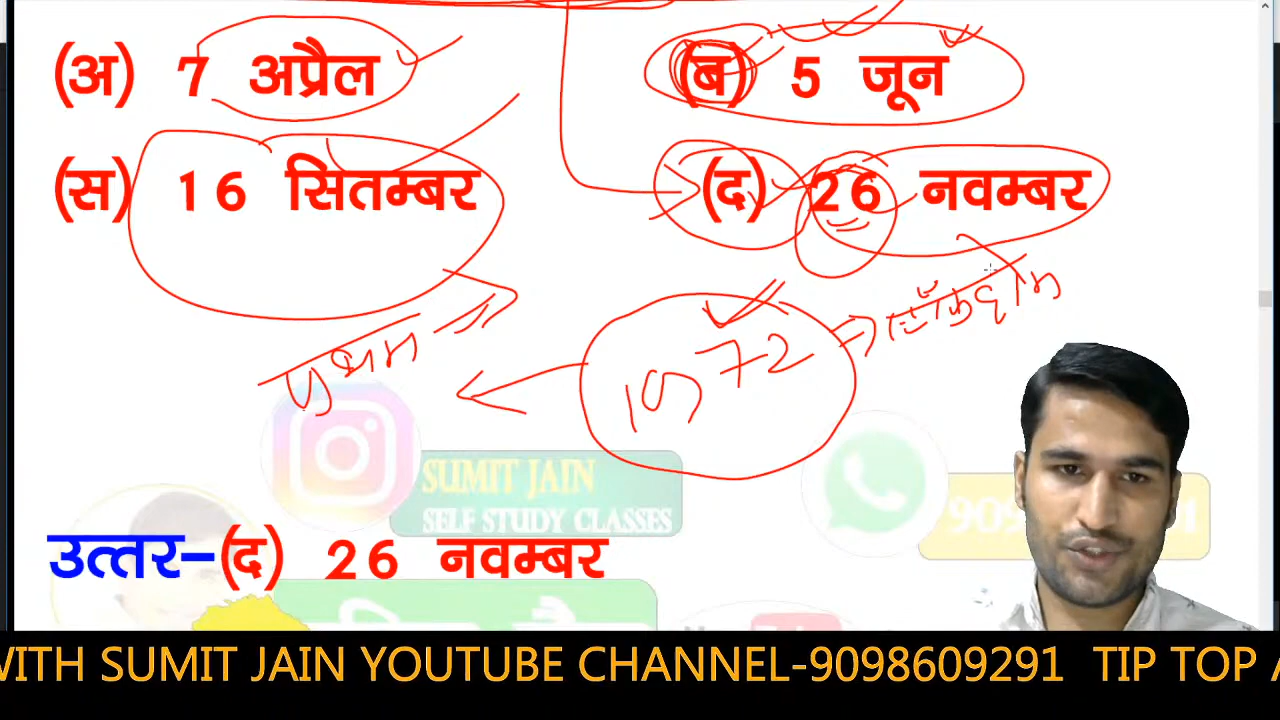 (अ) 7 अप्रैल (ब) 5 जून
(स) 16 सितम्बर (द) 26 नवम्बर
प्रथम 1972
SUMIT JAIN
SELF STUDY CLASSES
उत्तर-(द) 26 नवम्बर
WITH SUMIT JAIN YOUTUBE CHANNEL-9098609291 TIP TOP